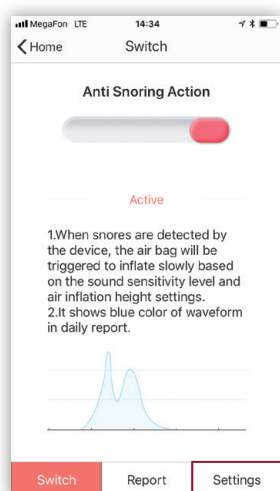 MegaFon LTE 14:34
Home Switch
Anti Snoring Action
Active
1.When snores are detected by
the device, the air bag will be
triggered to inflate slowly based
on the sound sensitivity level and
air inflation height settings.
2.It shows blue color of waveform
in daily report.
Switch Report Settings